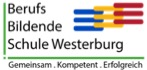 Berufs
Bildende
Schule Westerburg
Gemeinsam . Kompetent . Erfolgreich